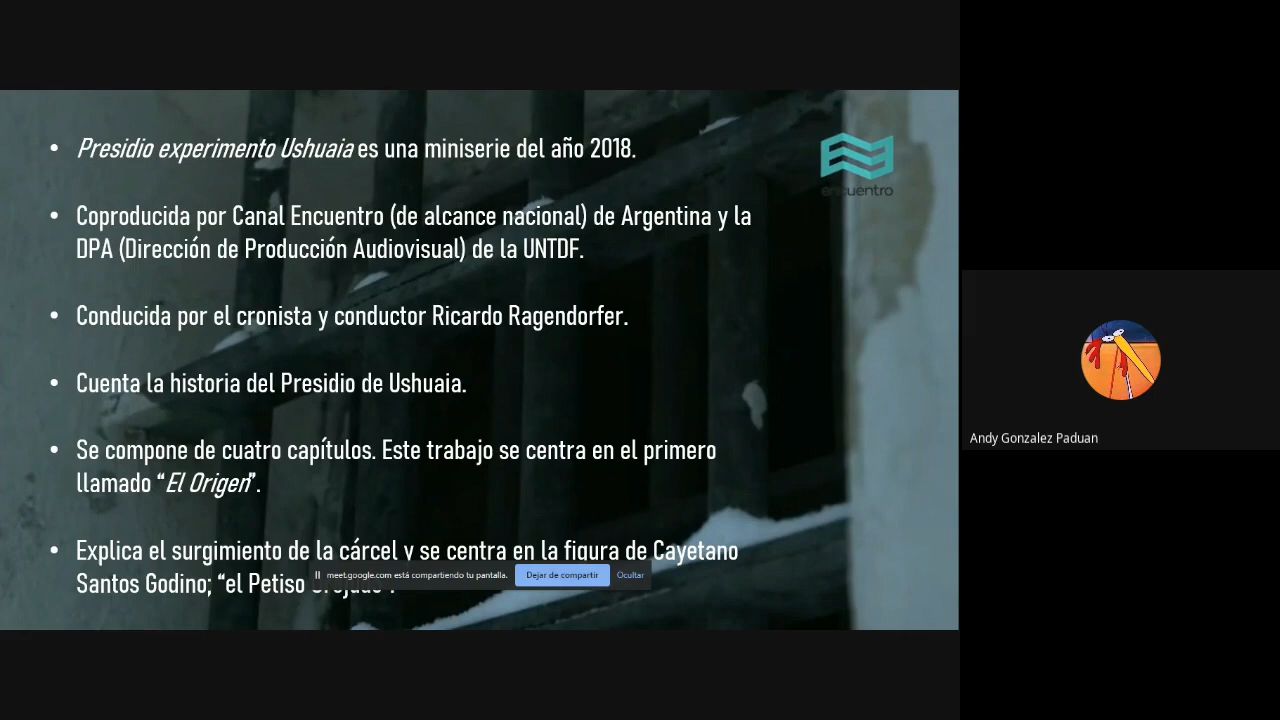 • Presidio experimento Ushuaia es una miniserie del año 2018.
encuentro
• Coproducida por Canal Encuentro (de alcance nacional) de Argentina y la
DPA (Dirección de Producción Audiovisual) de la UNTDF.
• Conducida por el cronista y conductor Ricardo Ragendorfer.
• Cuenta la historia del Presidio de Ushuaia.
• Se compone de cuatro capítulos. Este trabajo se centra en el primero
llamado “El Origen”.
• Explica el surgimiento de la cárcel y se centra en la figura de Cayetano
Santos Godino; “el Petiso
meet.google.com está compartiendo tu pantalla. Dejar de compartir Ocultar
Andy Gonzalez Paduan